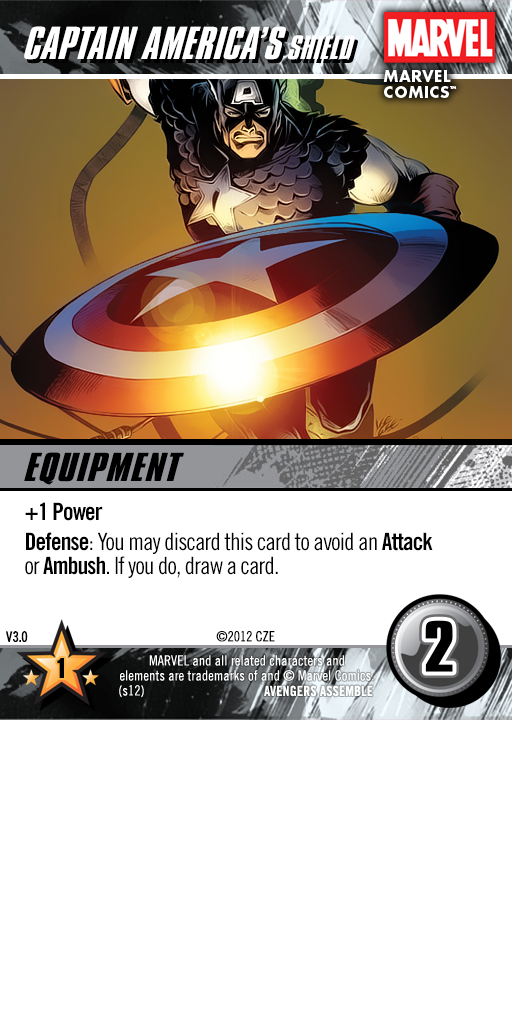 CAPTAIN AMERICA'S SHIELD
MARVEL
MARVEL
COMICS™
EQUIPMENT
+1 Power
Defense: You may discard this card to avoid an Attack
or Ambush. If you do, draw a card.
V3.0
©2012 CZE
2
1
MARVEL and all related characters and
elements are trademarks of and © Marvel Comics.
(s12)
AVENGERS ASSEMBLE